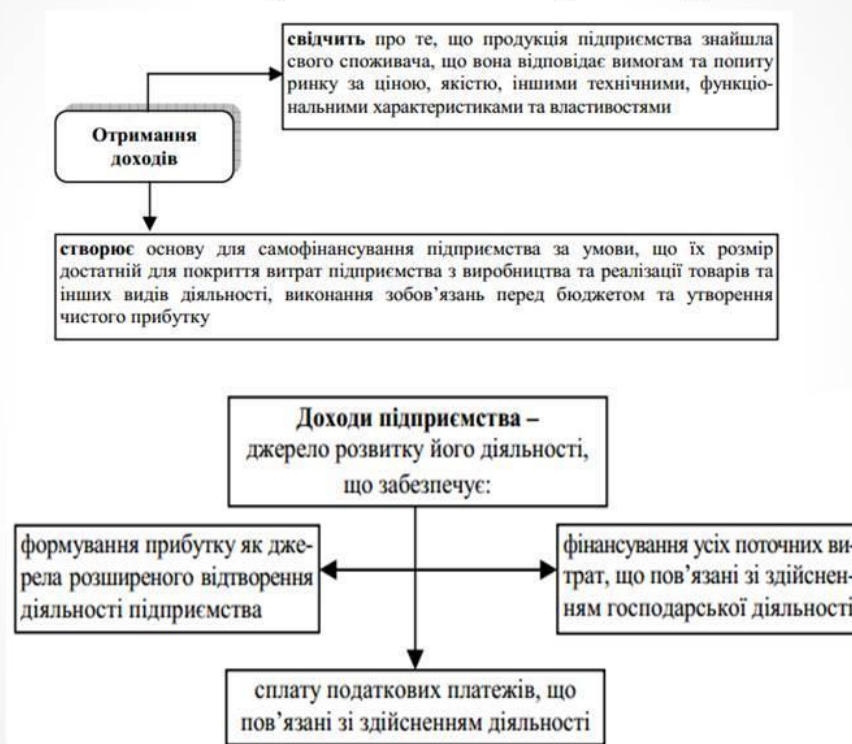 свідчить про те, що продукція підприємства знайшла
свого споживача, що вона відповідає вимогам та попиту
ринку за ціною, якістю, іншими технічними, функціо-
нальними характеристиками та властивостями
Отримання
доходів
створює основу для самофінансування підприємства за умови, що їх розмір
достатній для покриття витрат підприємства з виробництва та реалізації товарів та
інших видів діяльності, виконання зобов’язань перед бюджетом та утворення
чистого прибутку
Доходи підприємства –
джерело розвитку його діяльності,
що забезпечує:
формування прибутку як дже-
рела розширеного відтворення
діяльності підприємства
фінансування усіх поточних ви-
трат, що пов’язані зі здійснен-
ням господарської діяльності
сплату податкових платежів, що
пов’язані зі здійсненням діяльності